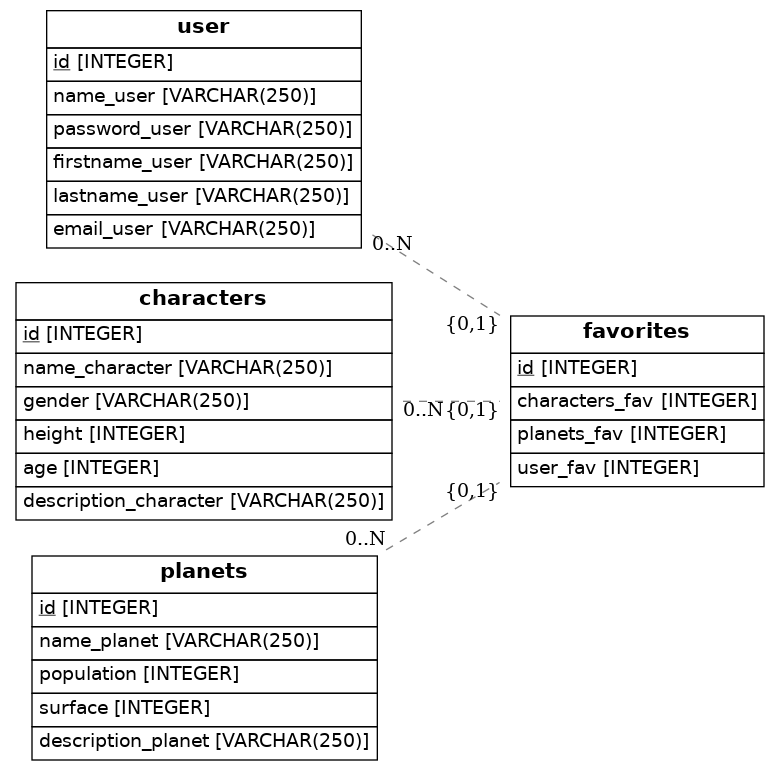 user
id [INTEGER]
name_user [VARCHAR(250)]
password_user [VARCHAR(250)]
firstname_user [VARCHAR(250)]
lastname_user [VARCHAR(250)]
email_user [VARCHAR(250)]
0..N
{0,1}
characters
id [INTEGER]
name_character [VARCHAR(250)]
gender [VARCHAR(250)]
height [INTEGER]
age [INTEGER]
description_character [VARCHAR(250)]
0..N
{0,1}
favorites
id [INTEGER]
characters_fav [INTEGER]
planets_fav [INTEGER]
user_fav [INTEGER]
{0,1}
0..N
planets
id [INTEGER]
name_planet [VARCHAR(250)]
population [INTEGER]
surface [INTEGER]
description_planet [VARCHAR(250)]